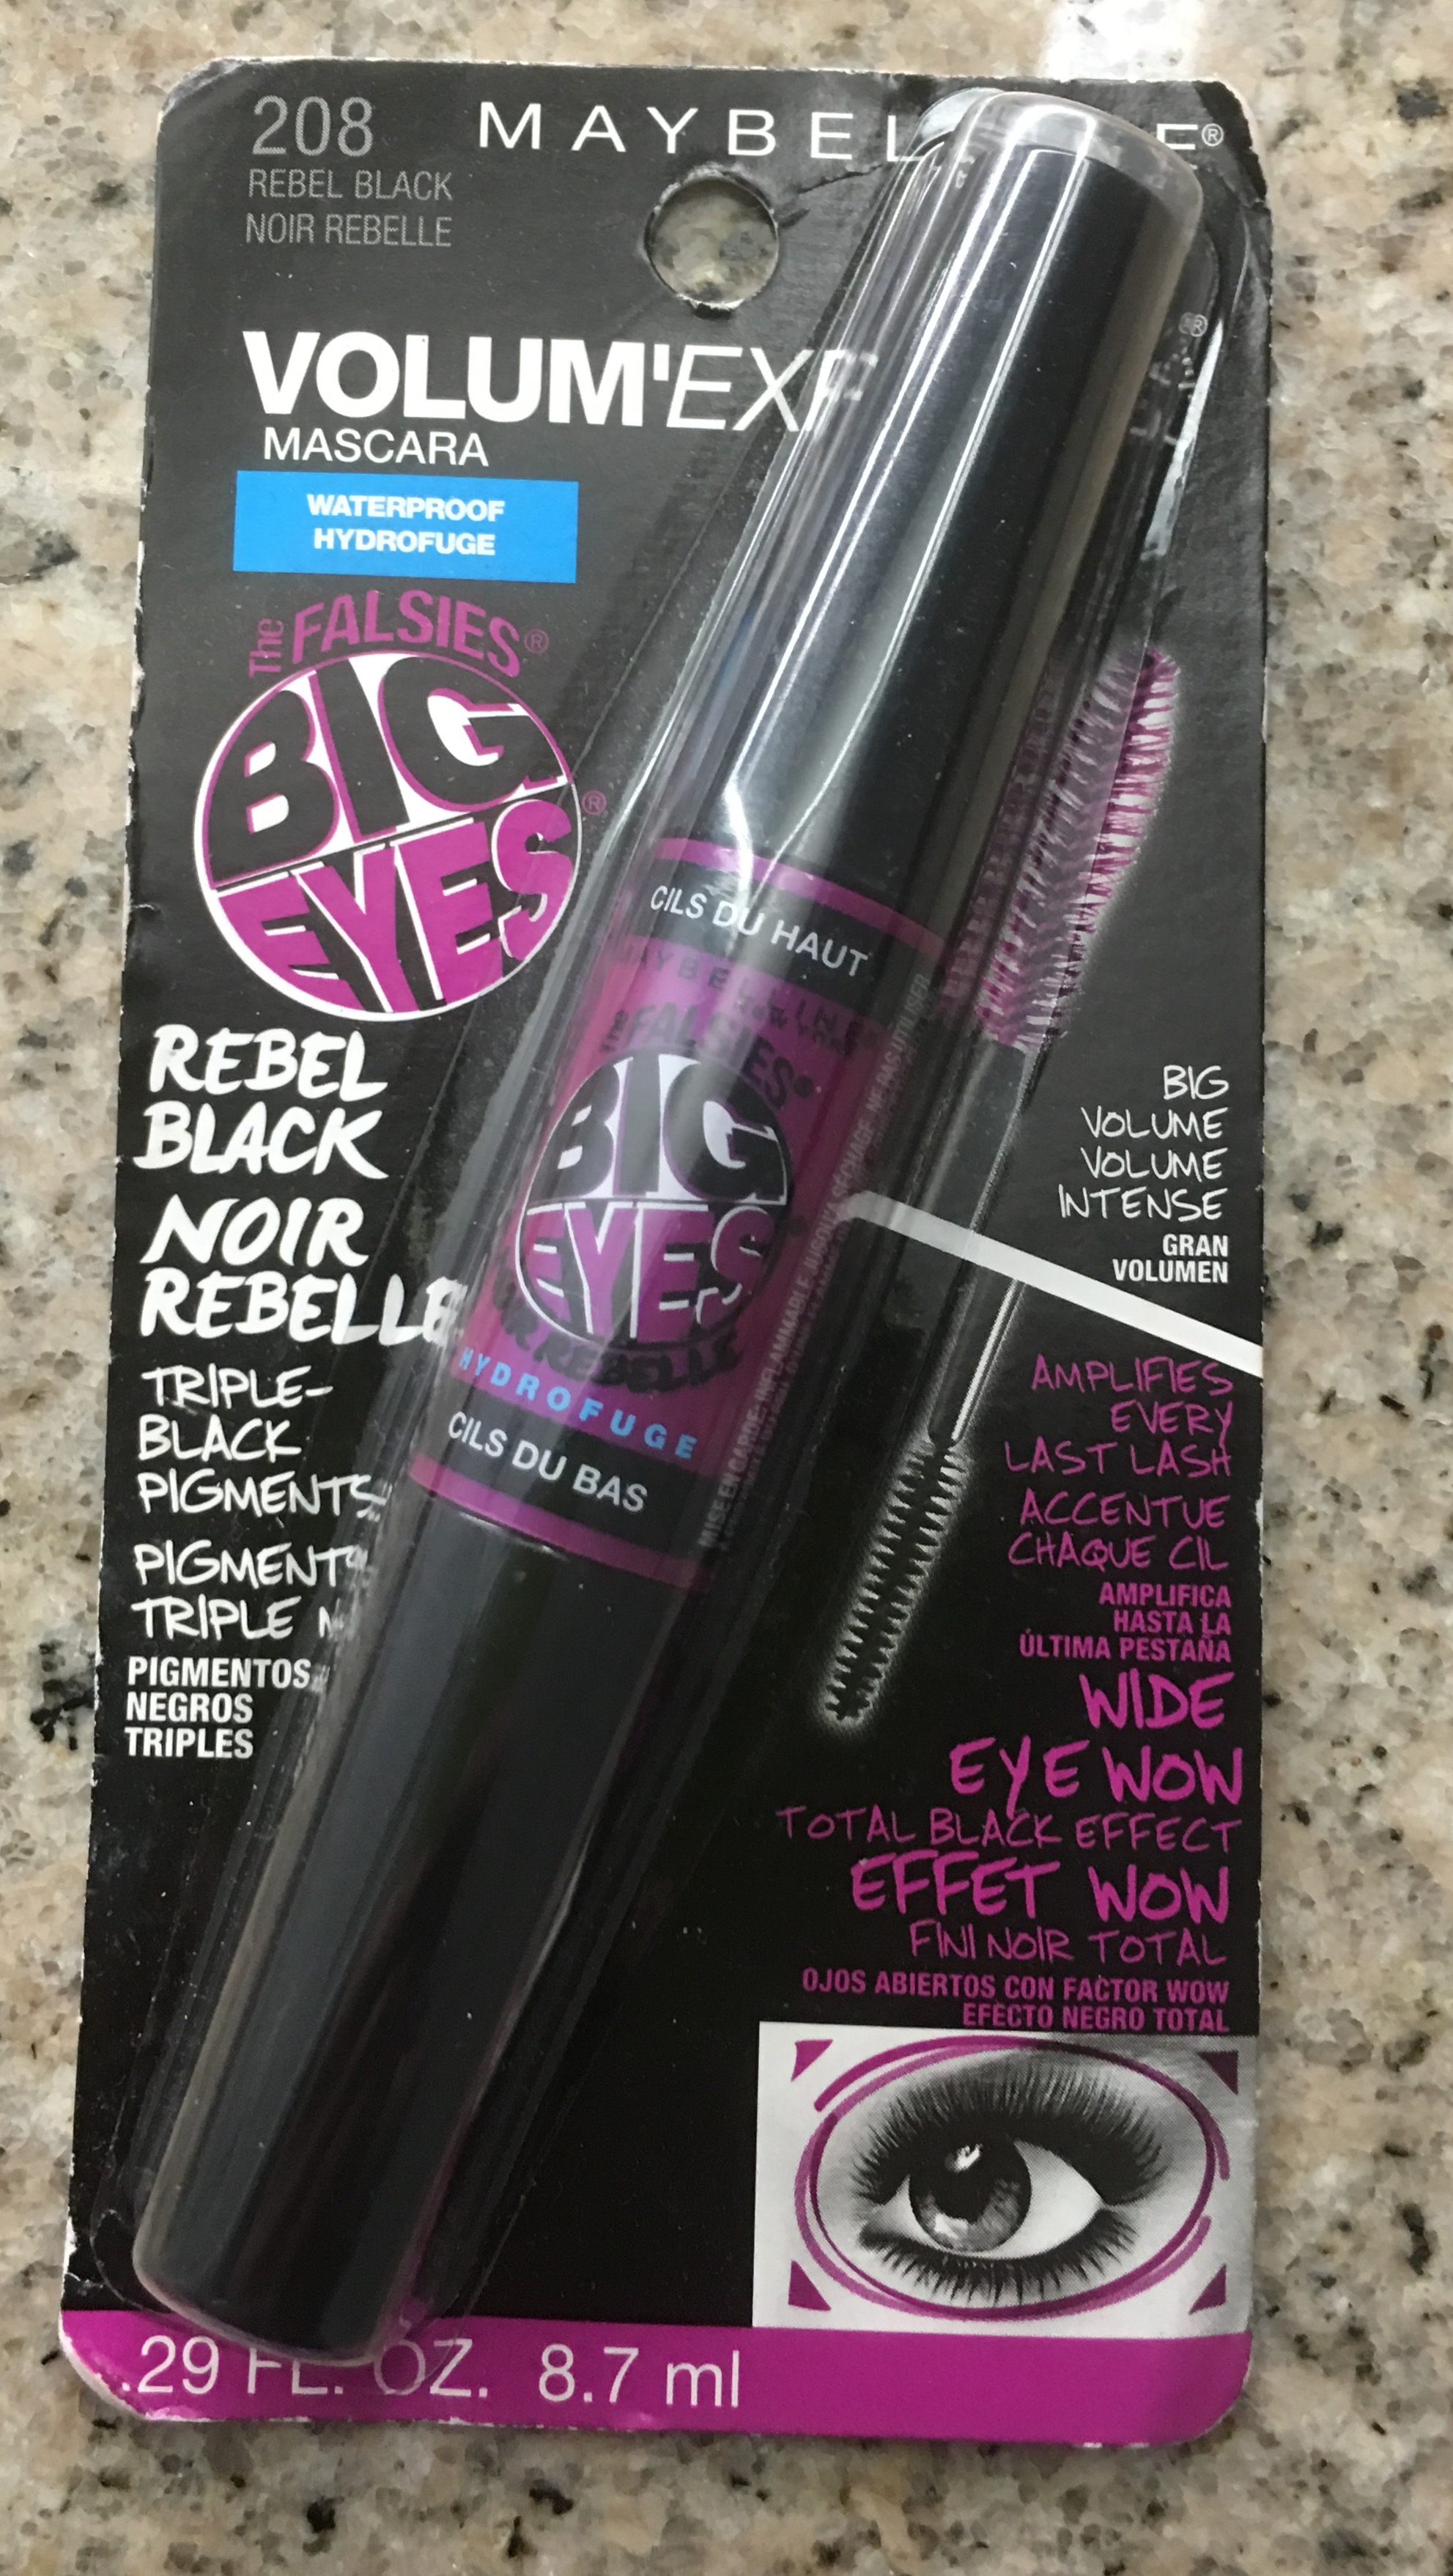 208
REBEL BLACK
NOIR REBELLE
VOLUM'EXP
MASCARA
WATERPROOF
HYDROFUGE
The FALSIES®
BIG
EYES®
REBEL
BLACK
NOIR
REBELLE
TRIPLE-
BLACK
PIGMENTS
TRIPLE
PIGMENTOS
NEGROS
TRIPLES
CILS DU HAUT
MAYBELLINE
THE FALSIES®
BIG
EYES
REBELLE
HYDROFUGE
CILS DU BAS
BIG
VOLUME
VOLUME
INTENSE
GRAN
VOLUMEN
AMPLIFIES
EVERY
LAST LASH
ACCENTUE
CHAQUE CIL
AMPLIFICA
HASTA LA
ÚLTIMA PESTAÑA
WIDE
EYE WOW
TOTAL BLACK EFFECT
EFFET WOW
FINI NOIR TOTAL
OJOS ABIERTOS CON FACTOR WOW
EFECTO NEGRO TOTAL
.29 FL. OZ. 8.7 ml